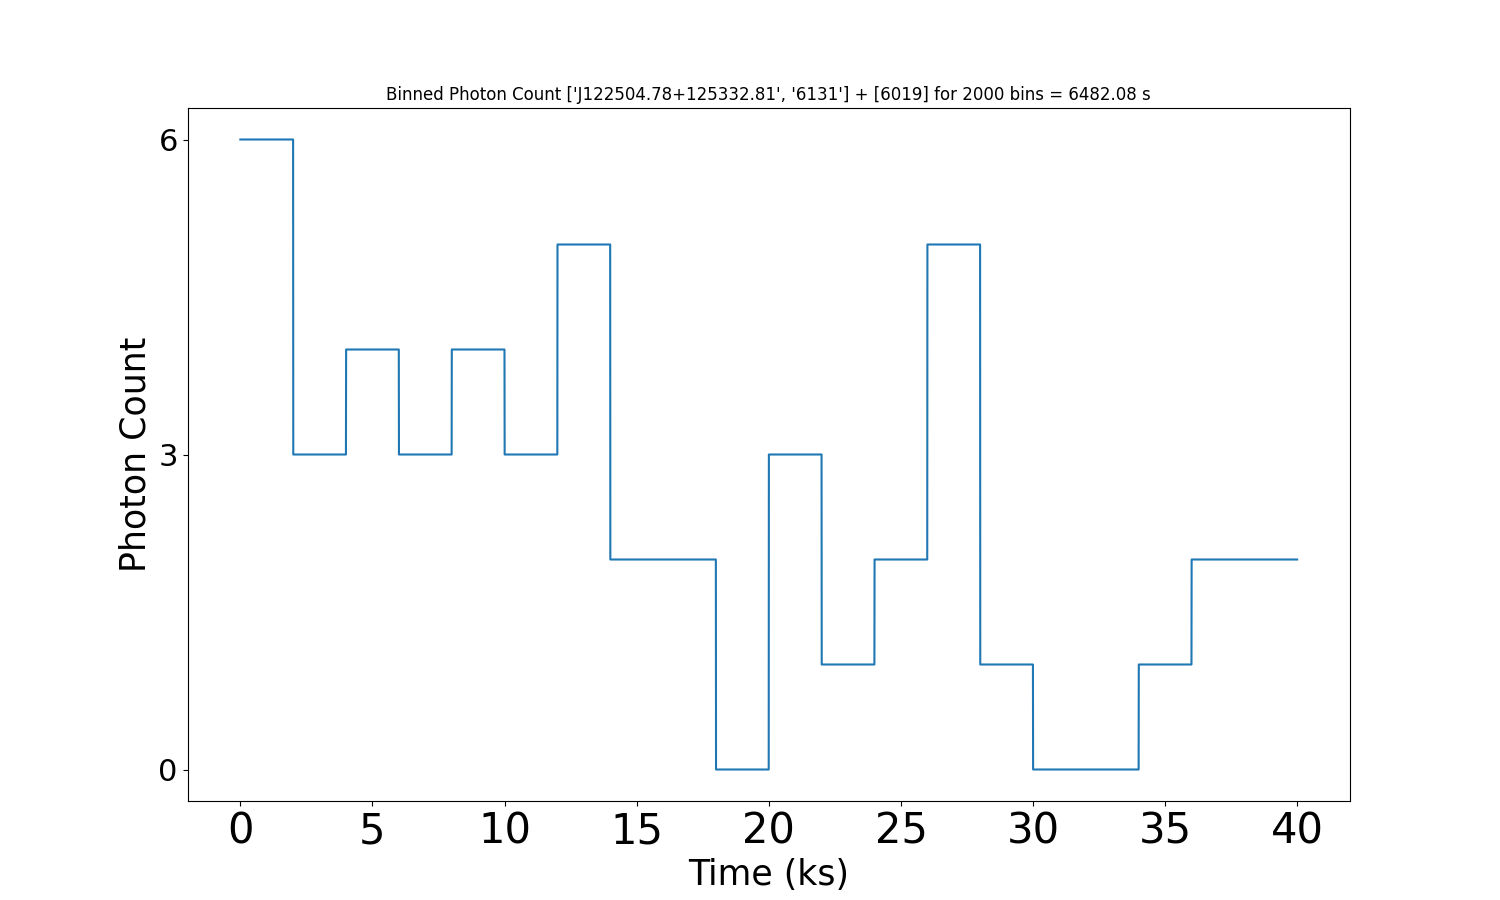 Binned Photon Count ['J122504.78+125332.81', '6131'] + [6019] for 2000 bins = 6482.08 s
6
3
0
Photon Count
0 5 10 15 20 25 30 35 40
Time (ks)